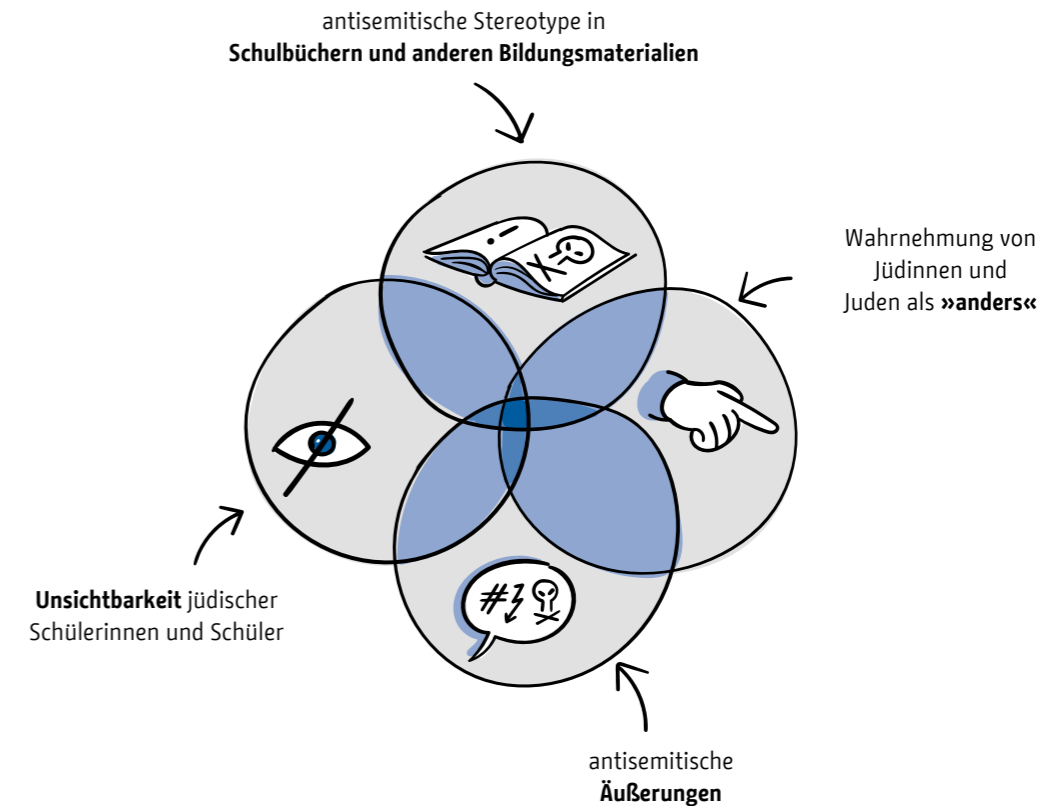 antisemitische Stereotype in
Schulbüchern und anderen Bildungsmaterialien
Wahrnehmung von
Jüdinnen und
Juden als »anders«
Unsichtbarkeit jüdischer
Schülerinnen und Schüler
antisemitische
Äußerungen